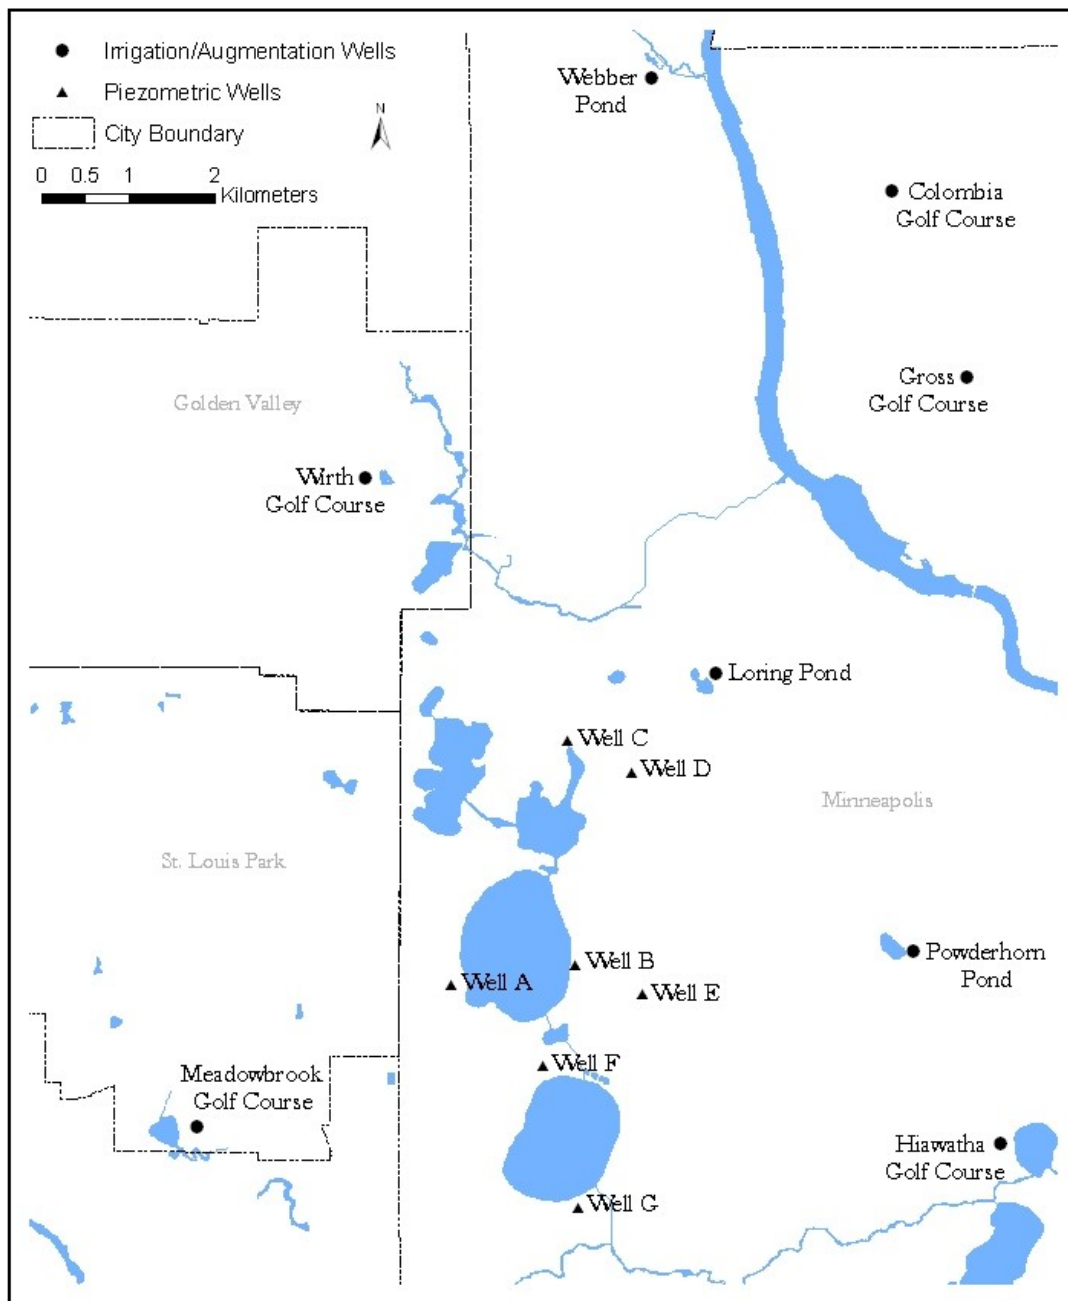 Irrigation/Augmentation Wells
Piezometric Wells
City Boundary
N
0 0.5 1 2
Kilometers
Webber
Pond
Colombia
Golf Course
Gross
Golf Course
Golden Valley
Wirth
Golf Course
Loring Pond
Well C
Well D
Minneapolis
St. Louis Park
Well B
Well A
Well E
Powderhorn
Pond
Well F
Meadowbrook
Golf Course
Hiawatha
Golf Course
Well G